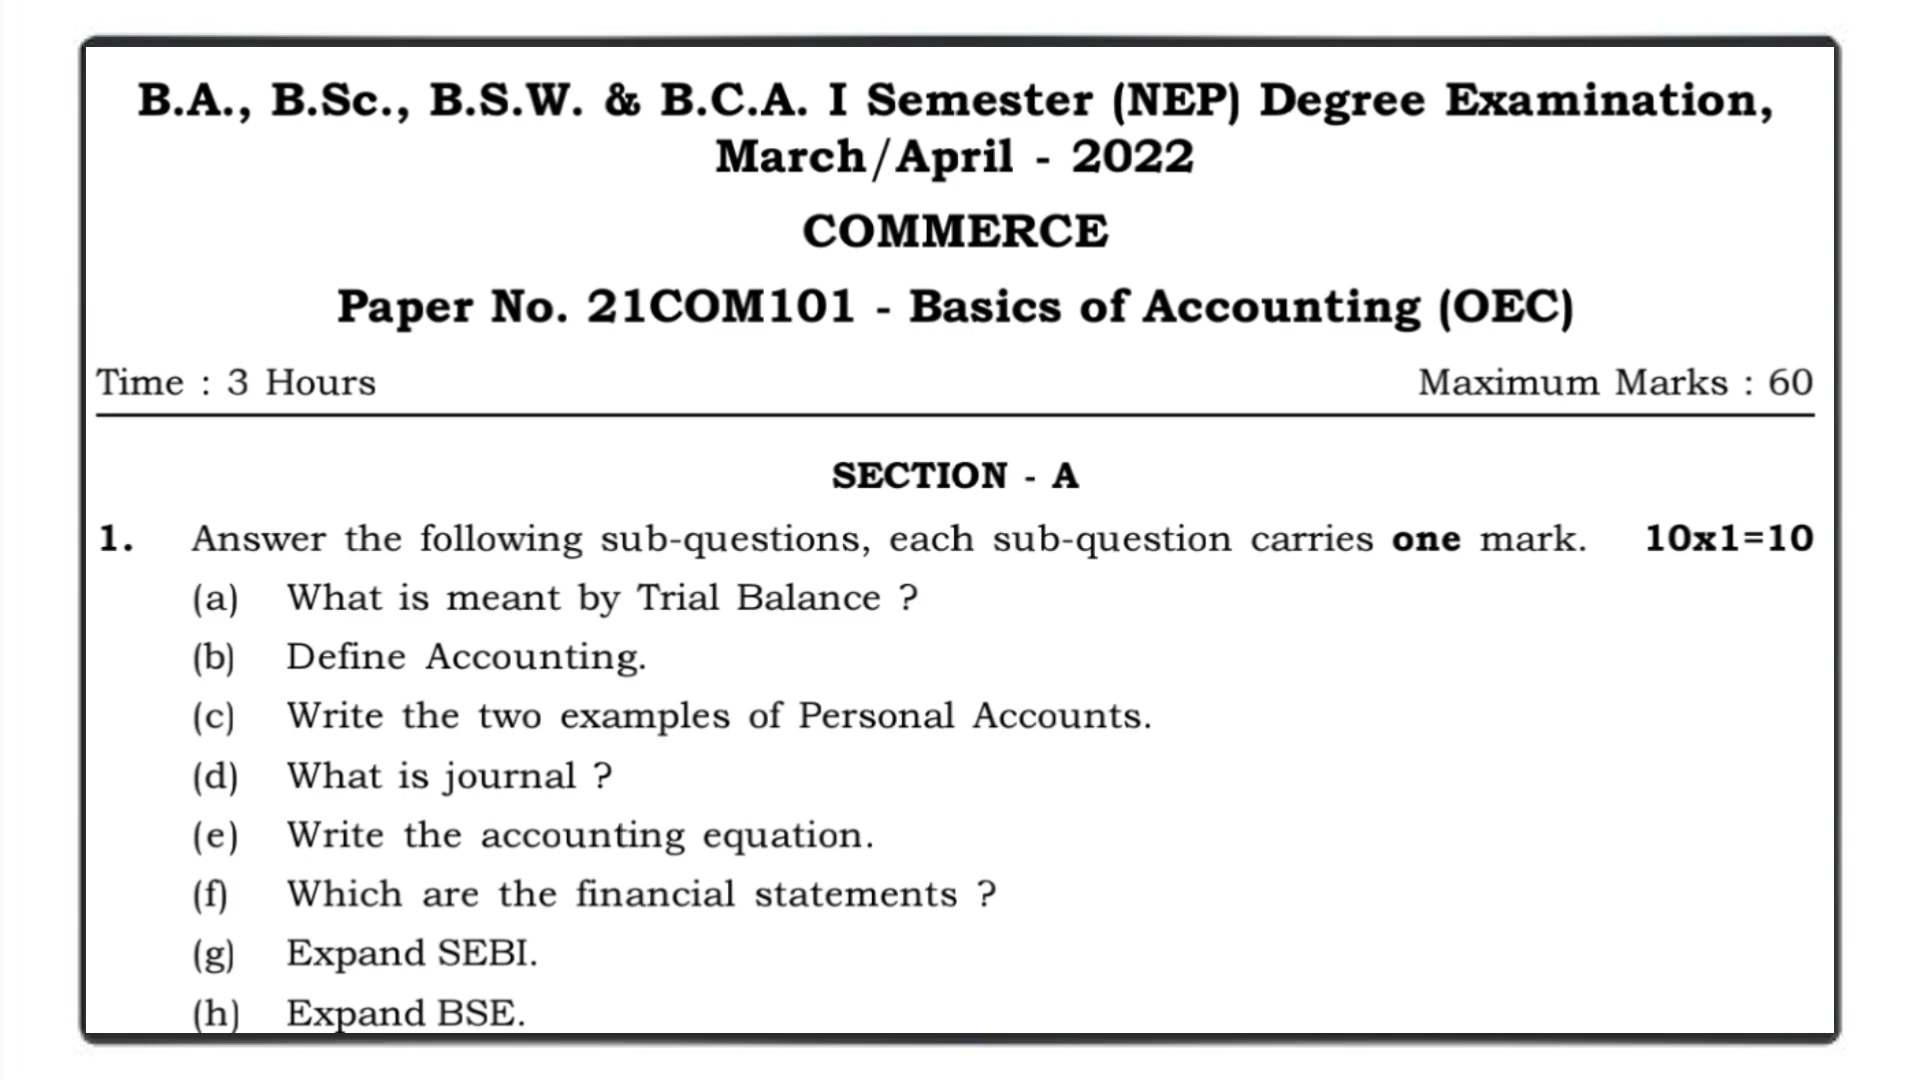 B.A., B.Sc., B.S.W. & B.C.A. I Semester (NEP) Degree Examination,
March/April - 2022
COMMERCE
Paper No. 21COM101 - Basics of Accounting (OEC)
Time : 3 Hours Maximum Marks : 60
SECTION - A
1. Answer the following sub-questions, each sub-question carries one mark. 10x1=10
(a) What is meant by Trial Balance ?
(b) Define Accounting.
(c) Write the two examples of Personal Accounts.
(d) What is journal ?
(e) Write the accounting equation.
(f) Which are the financial statements ?
(g) Expand SEBI.
(h) Expand BSE.